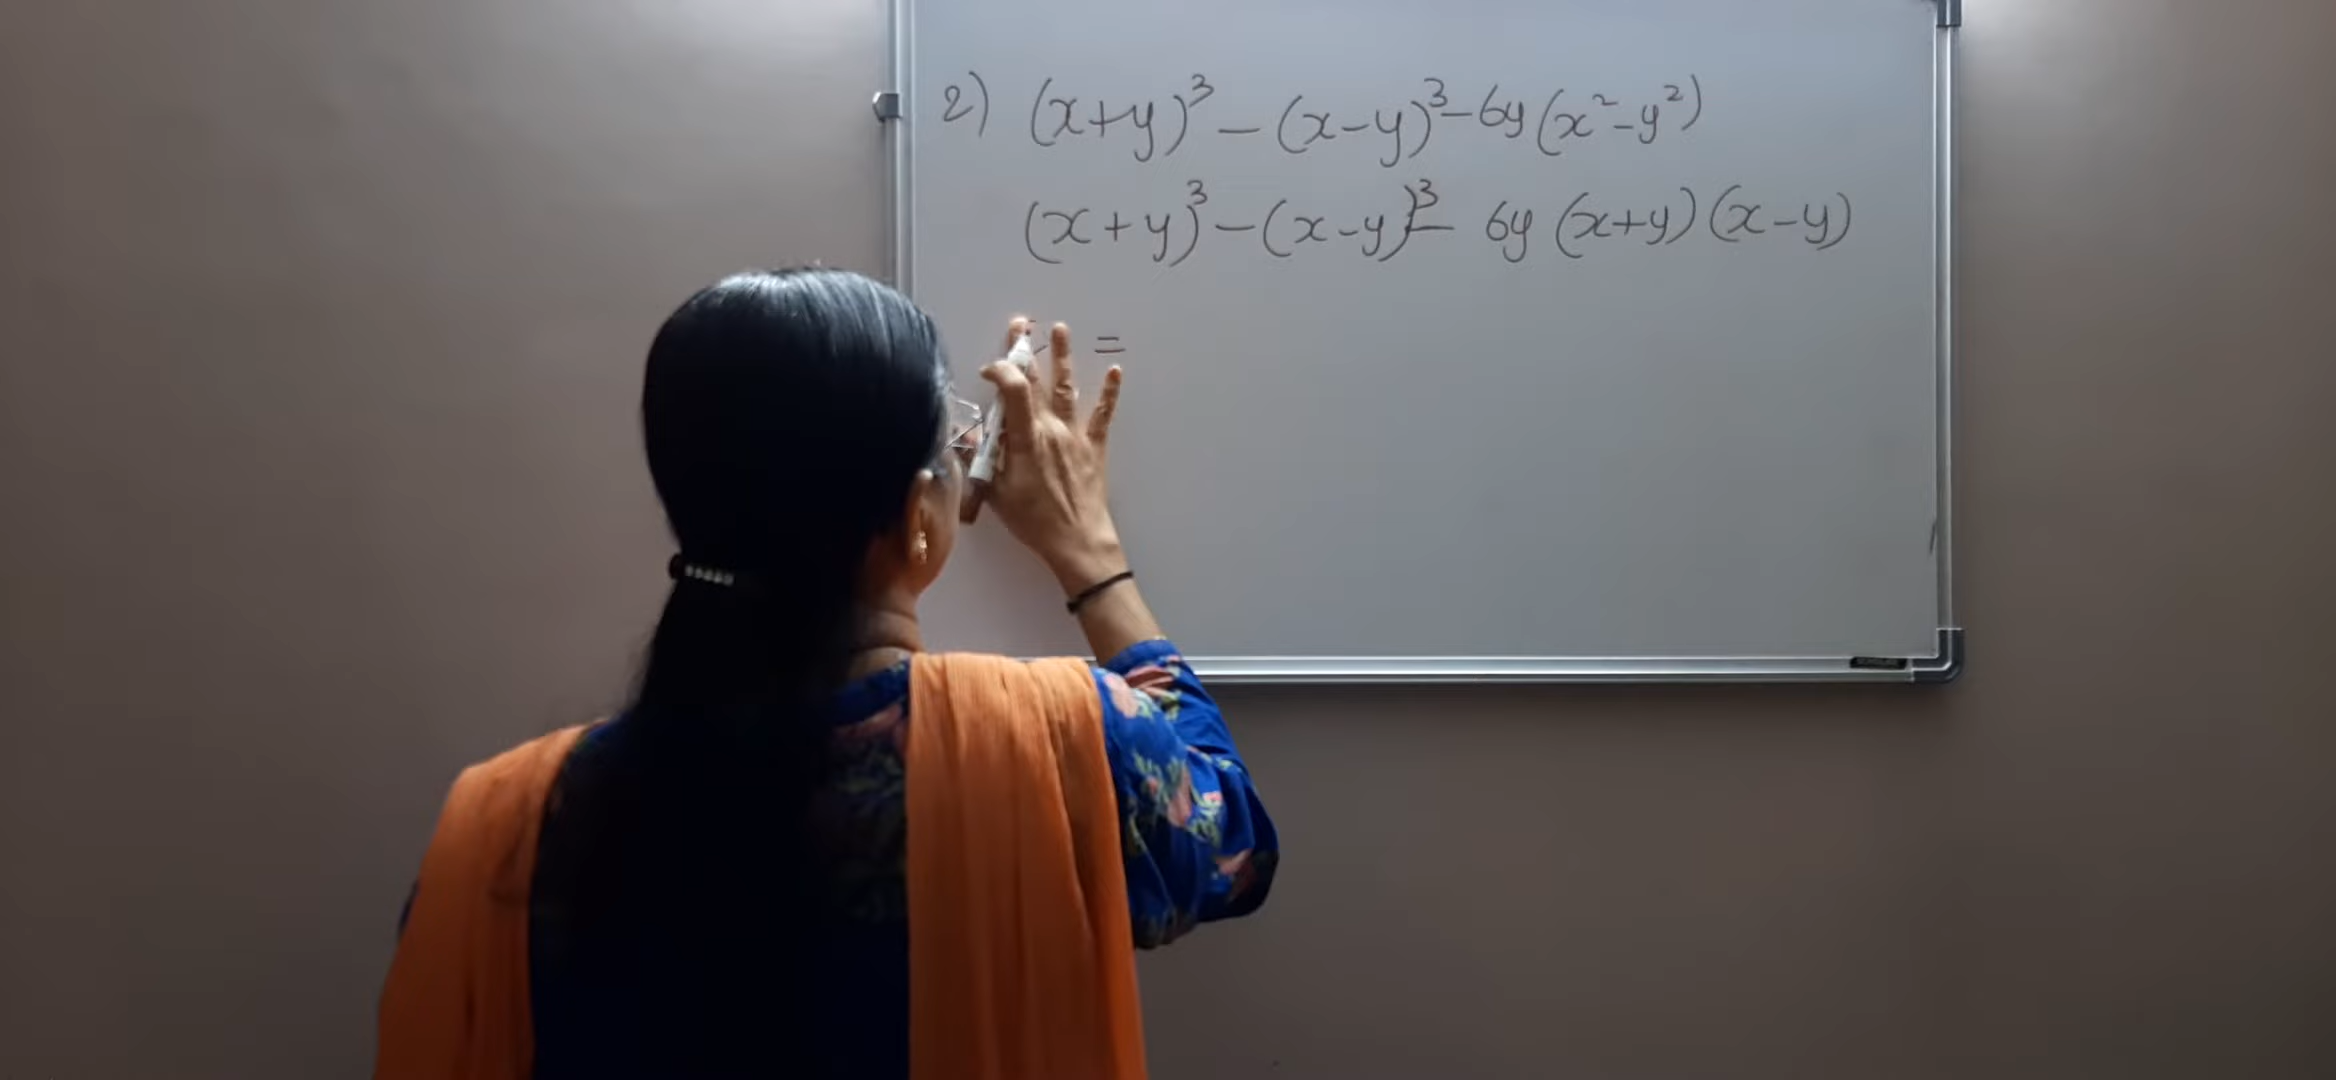 2) (x+y)³ - (x-y)³ - 6y (x²-y²)
(x+y)³ - (x-y)³ - 6y (x+y) (x-y)
=